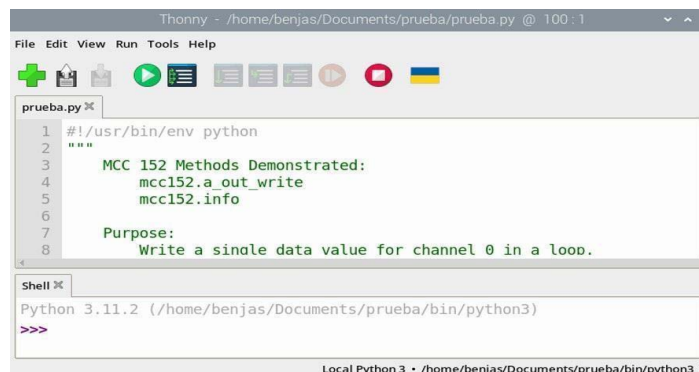 Thonny - /home/benjas/Documents/prueba/prueba.py @ 100 : 1
File Edit View Run Tools Help
prueba.py
1 #!/usr/bin/env python
2 """
3 MCC 152 Methods Demonstrated:
4 mcc152.a_out_write
5 mcc152.info
6
7 Purpose:
8 Write a single data value for channel 0 in a loop.
Shell
Python 3.11.2 (/home/benjas/Documents/prueba/bin/python3)
>>>
Local Python 3 • /home/benjas/Documents/prueba/bin/python3